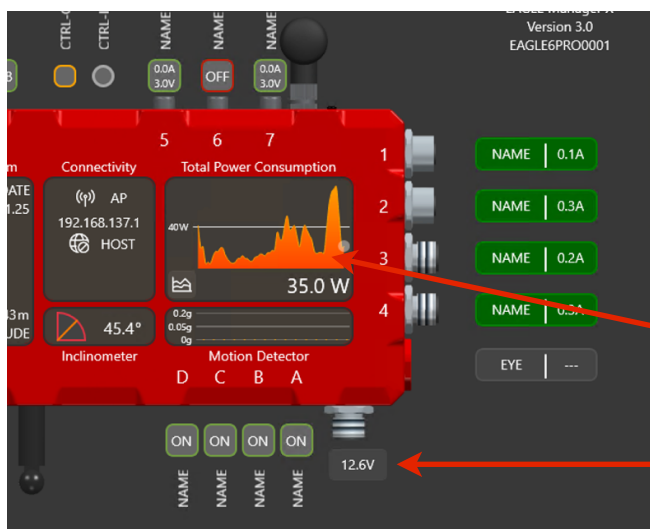 Version 3.0
EAGLE6PRO0001
NAME
NAME
NAME
0.0A
3.0V
OFF
0.0A
3.0V
5 6 7
Connectivity
Total Power Consumption
AP
192.168.137.1
HOST
40W
35.0 W
45.4°
Inclinometer
0.2g
0.05g
0g
Motion Detector
D C B A
1
2
3
4
NAME 0.1A
NAME 0.3A
NAME 0.2A
NAME 0.3A
EYE ---
ON ON ON ON
NAME
NAME
NAME
NAME
12.6V